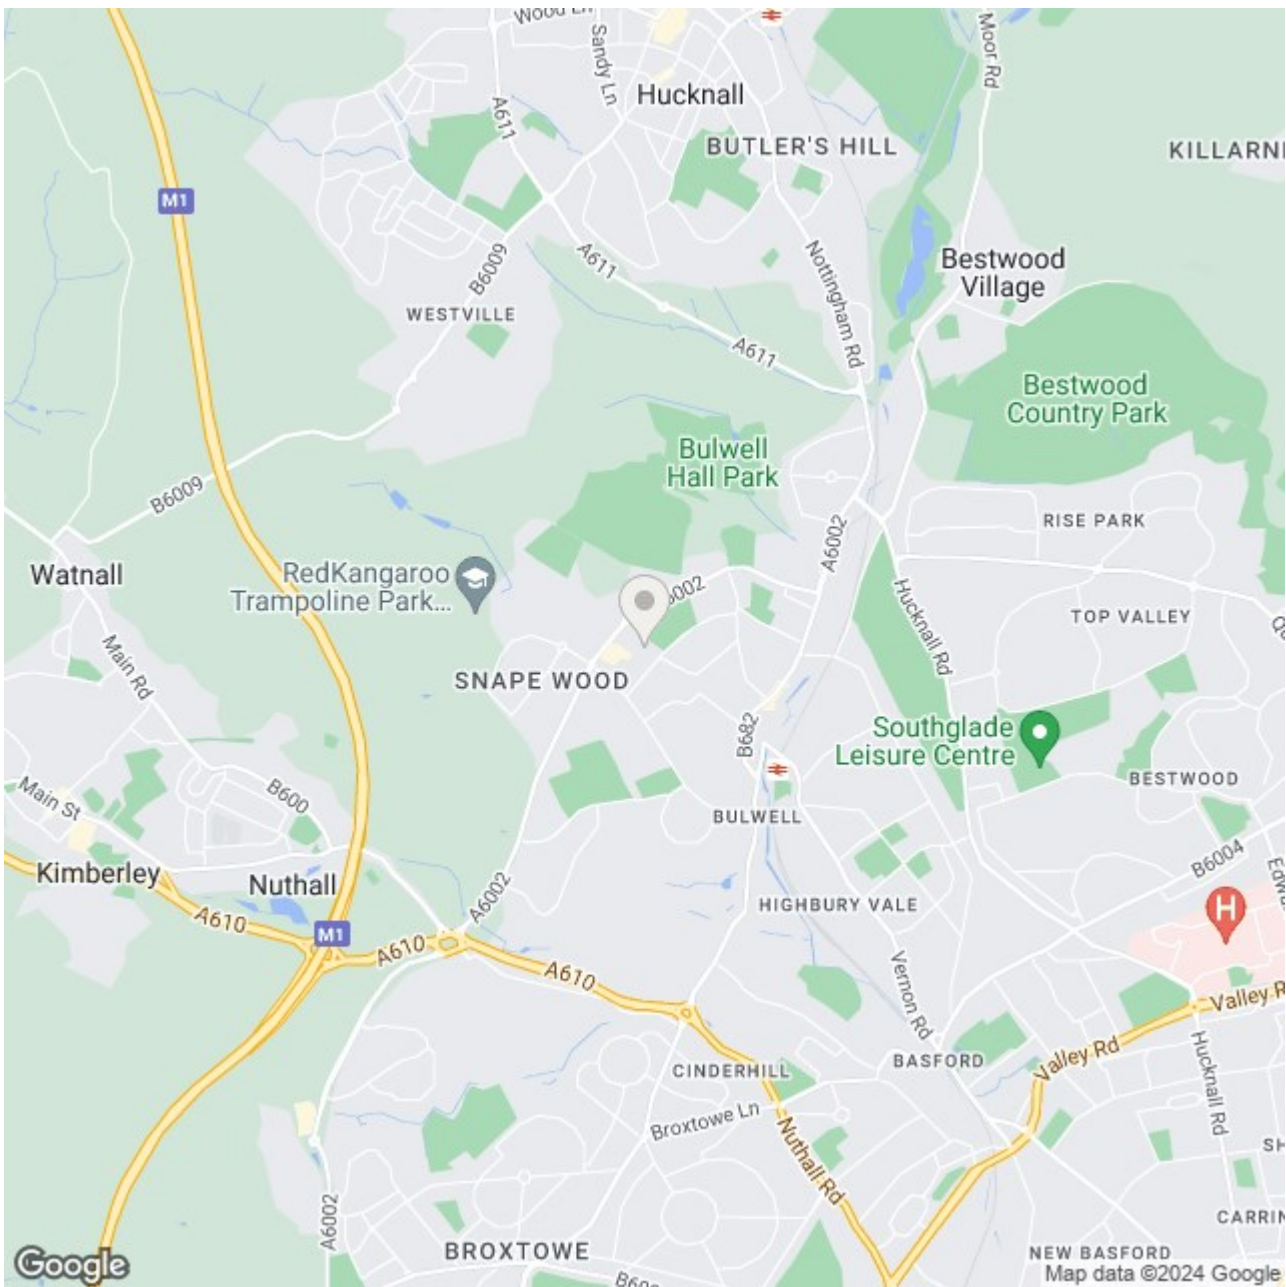 Wood Ln
Sandy Ln
Moor Rd
Hucknall
A611
BUTLER'S HILL
M1
Nottingham Rd
Bestwood
Village
A611
B6009
WESTVILLE
A611
Bestwood
Country Park
Bulwell
Hall Park
B6009
RISE PARK
A6002
Watnall
RedKangaroo
Trampoline Park...
Hucknall Rd
TOP VALLEY
Main Rd
SNAPE WOOD
B682
Southglade
Leisure Centre
BESTWOOD
Main St
B600
BULWELL
B6004
Kimberley
Nuthall
A6002
HIGHBURY VALE
H
A610
M1
A610
A610
Vernon Rd
Valley R
CINDERHILL
BASFORD
Valley Rd
Hucknall Rd
Broxtowe Ln
Nuthall Rd
A6002
BROXTOWE
NEW BASFORD
Google
Map data ©2024 Google